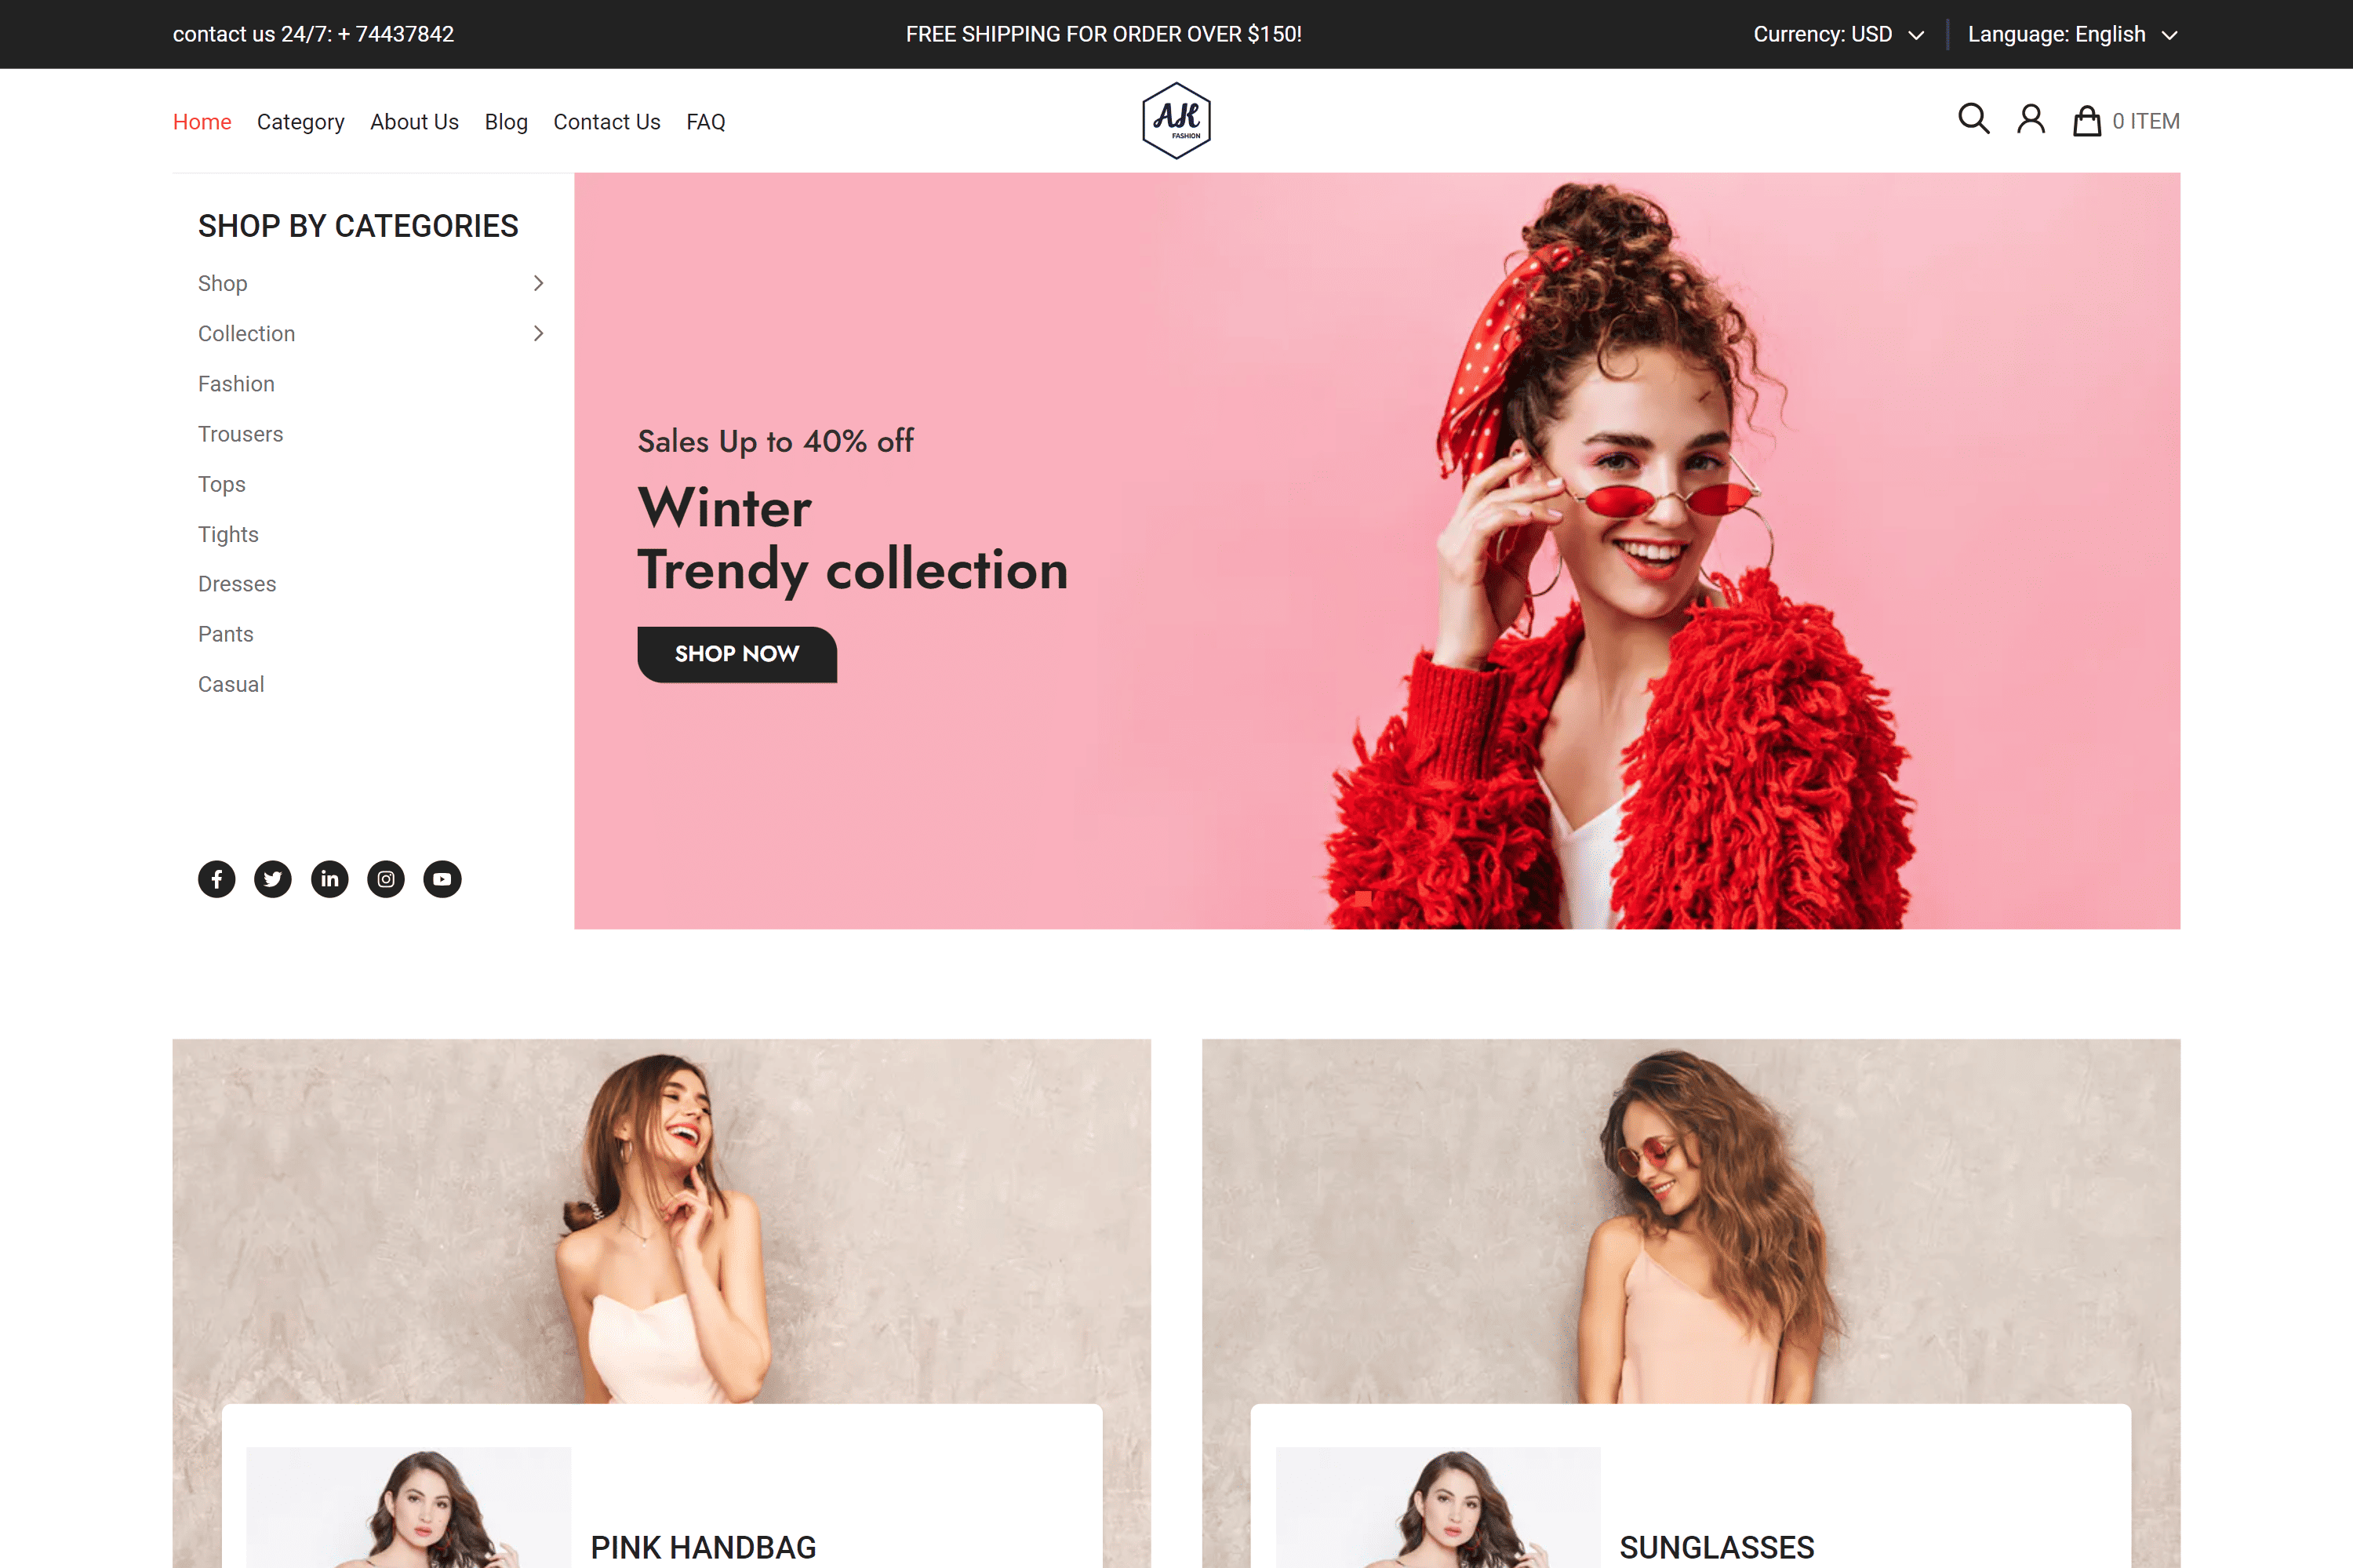 contact us 24/7: + 74437842
FREE SHIPPING FOR ORDER OVER $150!
Currency: USD
Language: English
Home
Category
About Us
Blog
Contact Us
FAQ
AK
FASHION
0 ITEM
SHOP BY CATEGORIES
Shop
Collection
Fashion
Trousers
Tops
Tights
Dresses
Pants
Casual
Sales Up to 40% off
Winter
Trendy collection
SHOP NOW
PINK HANDBAG
SUNGLASSES